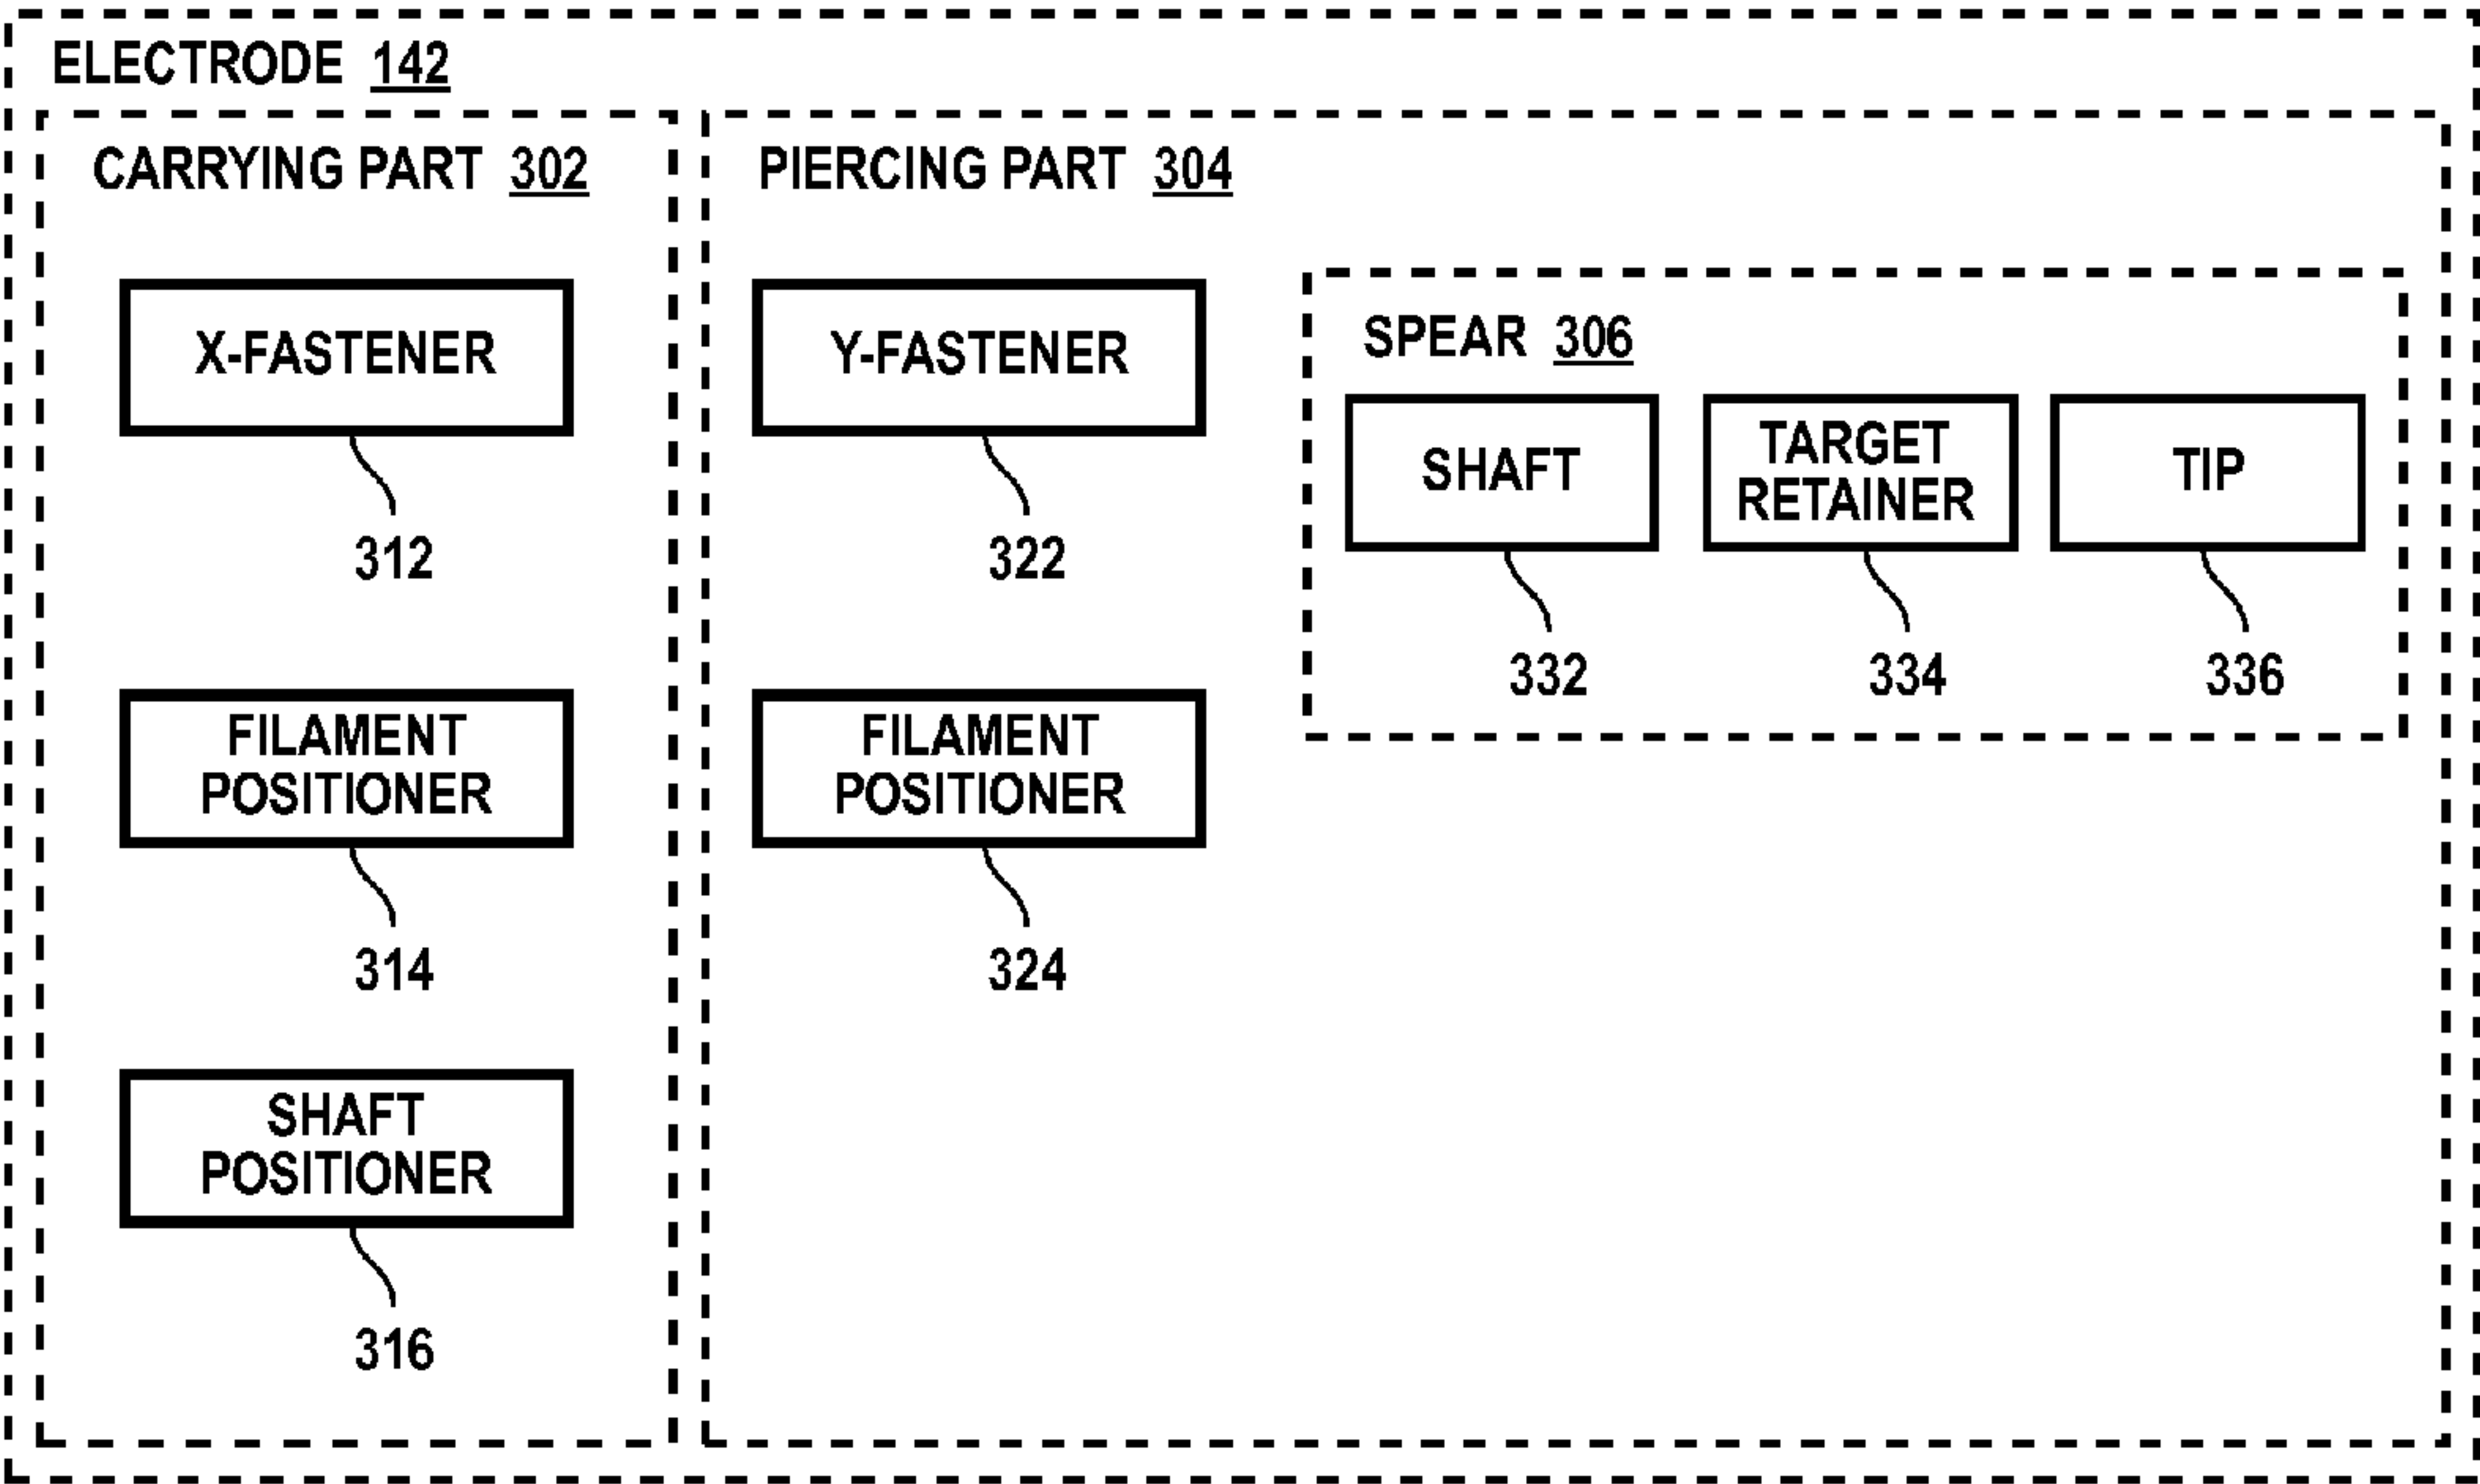 ELECTRODE 142
CARRYING PART 302
X-FASTENER
312
FILAMENT
POSITIONER
314
SHAFT
POSITIONER
316
PIERCING PART 304
Y-FASTENER
322
FILAMENT
POSITIONER
324
SPEAR 306
SHAFT
332
TARGET
RETAINER
334
TIP
336